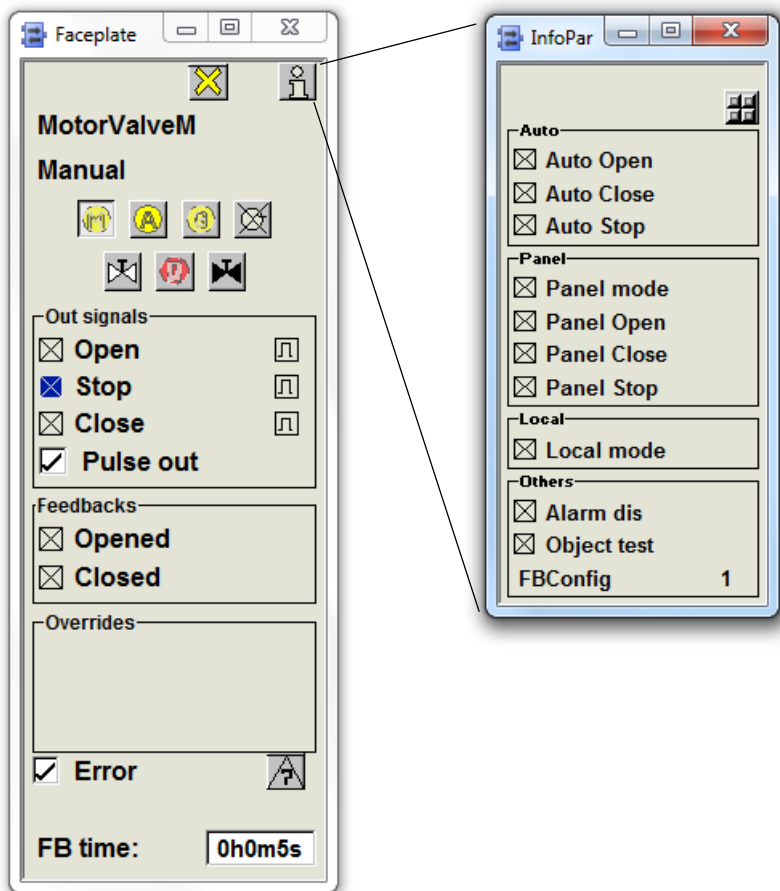 Faceplate
MotorValveM
Manual
Out signals
Open
Stop
Close
Pulse out
Feedbacks
Opened
Closed
Overrides
Error
FB time: 0h0m5s
InfoPar
Auto
Auto Open
Auto Close
Auto Stop
Panel
Panel mode
Panel Open
Panel Close
Panel Stop
Local
Local mode
Others
Alarm dis
Object test
FBConfig 1